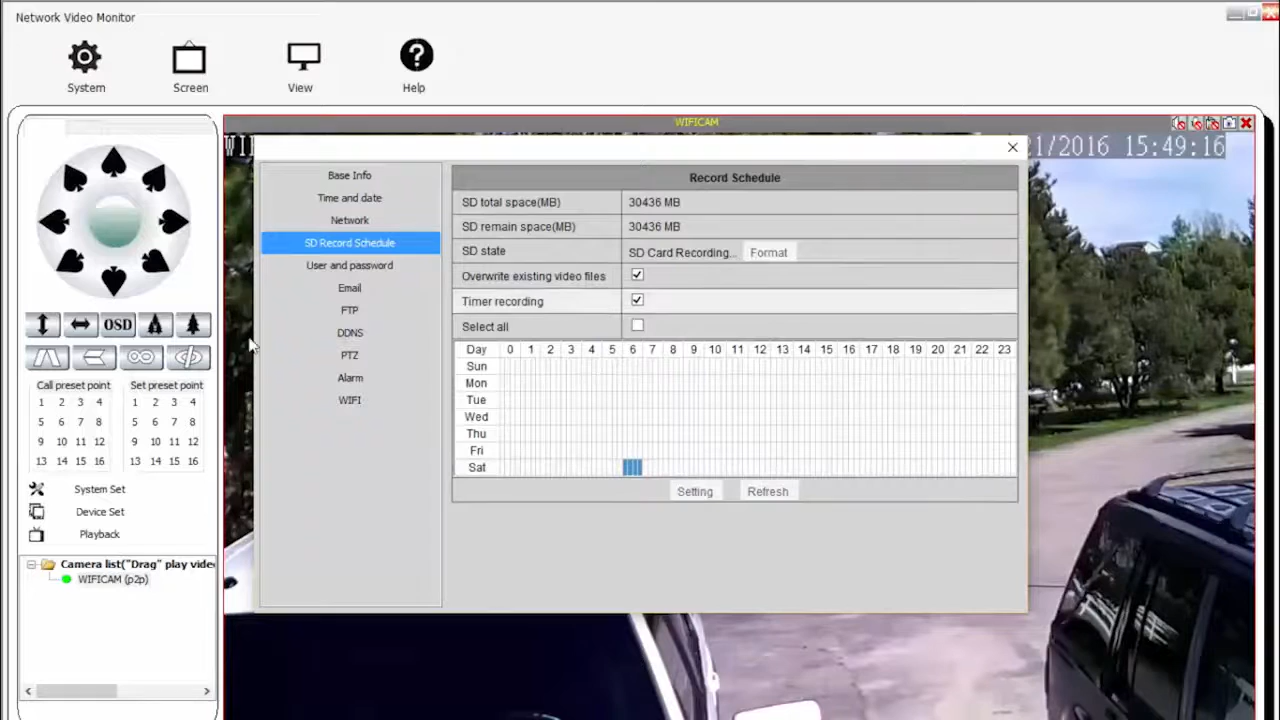 Network Video Monitor
System Screen View Help
WIFICAM
WI 1/2016 15:49:16
Base Info
Time and date
Network
SD Record Schedule
User and password
Email
FTP
DDNS
PTZ
Alarm
WIFI
Record Schedule
SD total space(MB) 30436 MB
SD remain space(MB) 30436 MB
SD state SD Card Recording... Format
Overwrite existing video files
Timer recording
Select all
Day 0 1 2 3 4 5 6 7 8 9 10 11 12 13 14 15 16 17 18 19 20 21 22 23
Sun
Mon
Tue
Wed
Thu
Fri
Sat
Setting Refresh
OSD
Call preset point Set preset point
1 2 3 4 1 2 3 4
5 6 7 8 5 6 7 8
9 10 11 12 9 10 11 12
13 14 15 16 13 14 15 16
System Set
Device Set
Playback
Camera list("Drag" play vide
WIFICAM (p2p)